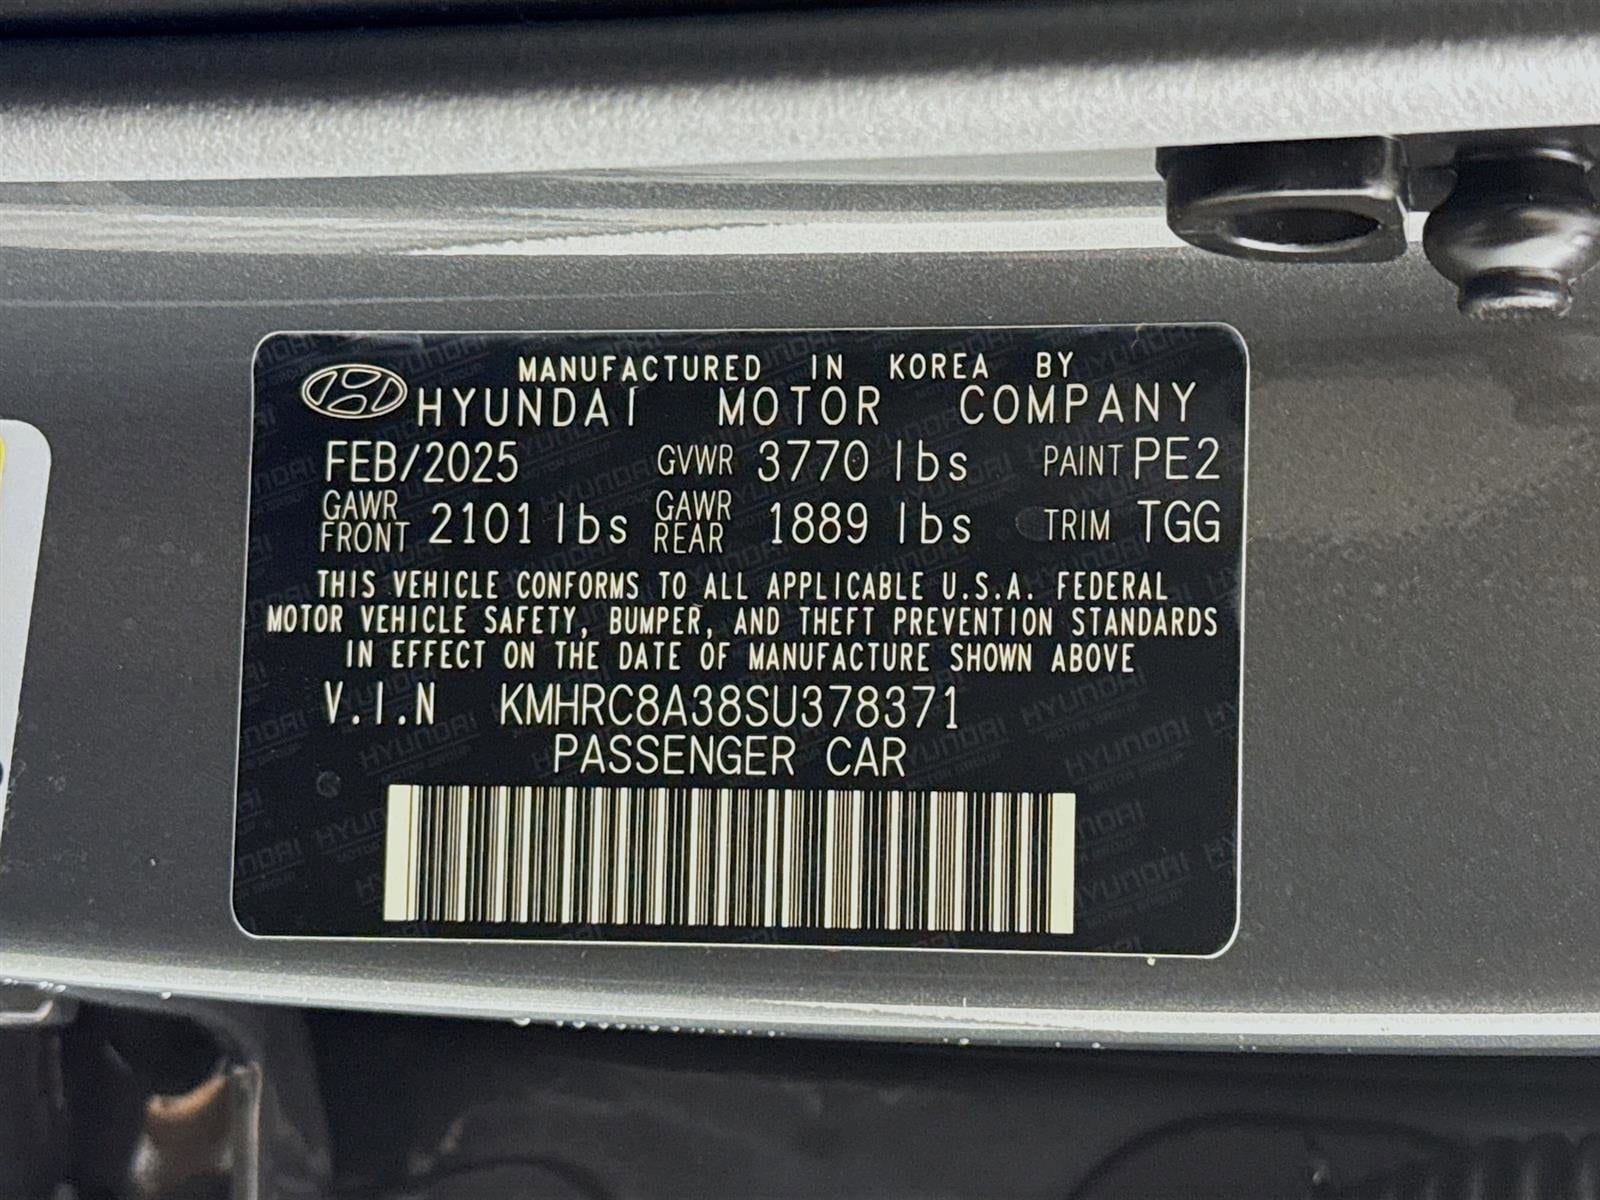 MANUFACTURED IN KOREA BY
HYUNDAI MOTOR COMPANY
FEB/2025 GVWR 3770 lbs PAINT PE2
GAWR FRONT 2101 lbs GAWR REAR 1889 lbs TRIM TGG
THIS VEHICLE CONFORMS TO ALL APPLICABLE U.S.A. FEDERAL
MOTOR VEHICLE SAFETY, BUMPER, AND THEFT PREVENTION STANDARDS
IN EFFECT ON THE DATE OF MANUFACTURE SHOWN ABOVE
V.I.N KMHRC8A38SU378371
PASSENGER CAR